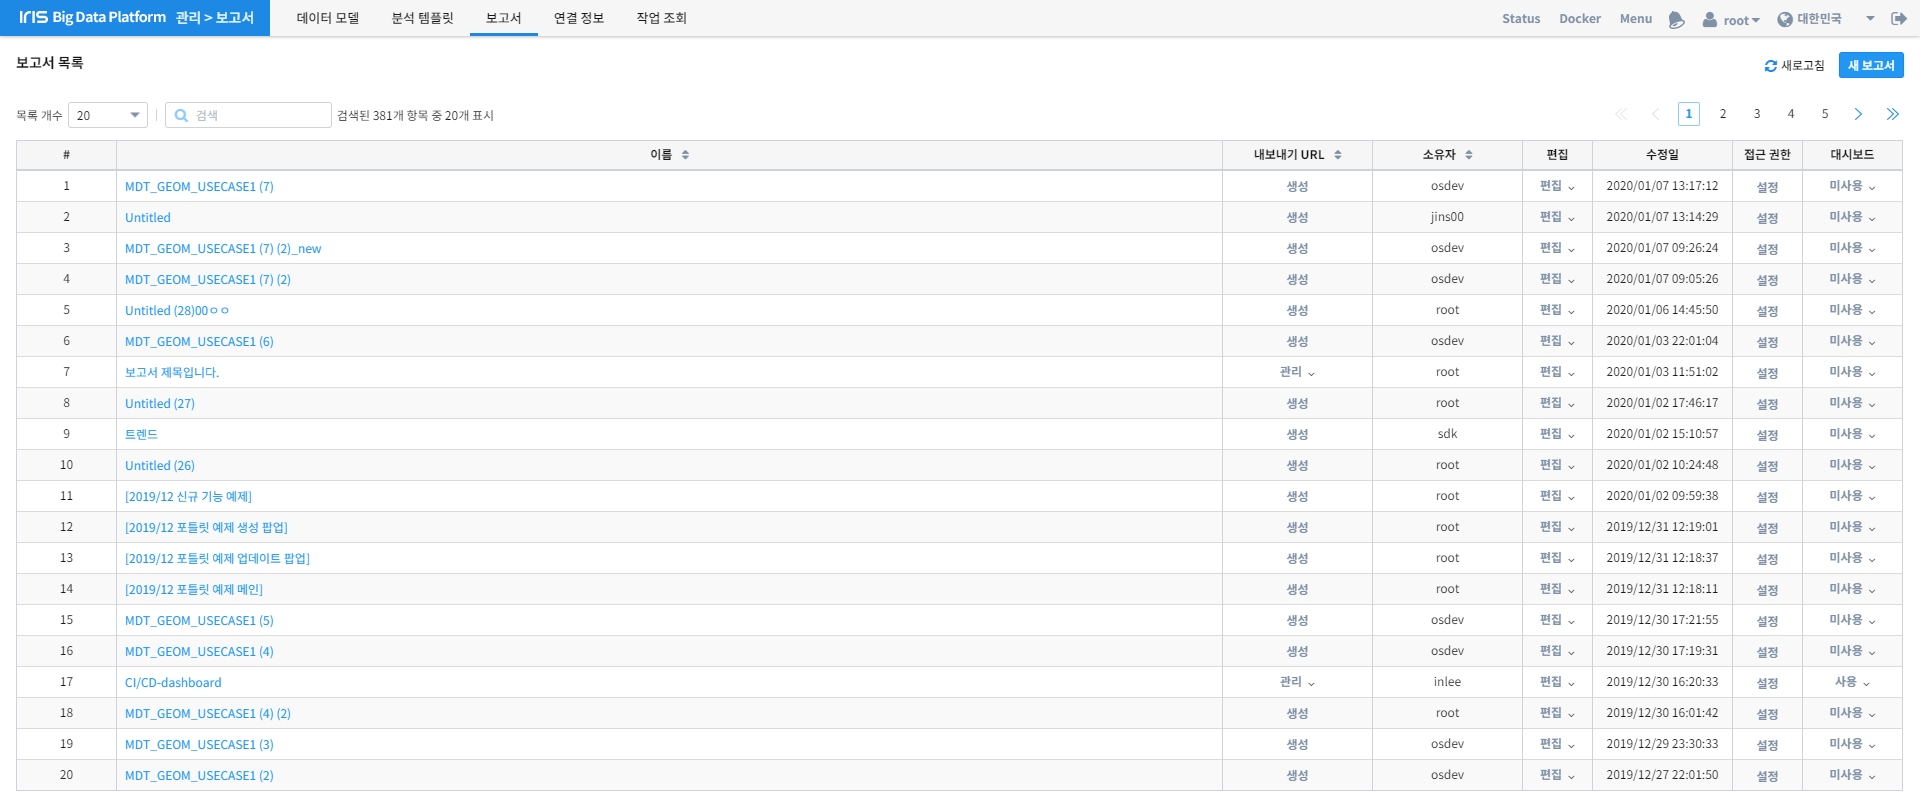 IRIS Big Data Platform 관리 > 보고서 데이터 모델 분석 템플릿 보고서 연결 정보 작업 조회 Status Docker Menu root 대한민국
보고서 목록 새로고침 새 보고서
목록 개수 20 검색 검색된 381개 항목 중 20개 표시 1 2 3 4 5
# 이름 내보내기 URL 소유자 편집 수정일 접근 권한 대시보드
1 MDT_GEOM_USECASE1 (7) 생성 osdev 편집 2020/01/07 13:17:12 설정 미사용
2 Untitled 생성 jins00 편집 2020/01/07 13:14:29 설정 미사용
3 MDT_GEOM_USECASE1 (7) (2)_new 생성 osdev 편집 2020/01/07 09:26:24 설정 미사용
4 MDT_GEOM_USECASE1 (7) (2) 생성 osdev 편집 2020/01/07 09:05:26 설정 미사용
5 Untitled (28)00ㅇㅇ 생성 root 편집 2020/01/06 14:45:50 설정 미사용
6 MDT_GEOM_USECASE1 (6) 생성 osdev 편집 2020/01/03 22:01:04 설정 미사용
7 보고서 제목입니다. 관리 root 편집 2020/01/03 11:51:02 설정 미사용
8 Untitled (27) 생성 root 편집 2020/01/02 17:46:17 설정 미사용
9 트렌드 생성 sdk 편집 2020/01/02 15:10:57 설정 미사용
10 Untitled (26) 생성 root 편집 2020/01/02 10:24:48 설정 미사용
11 [2019/12 신규 기능 예제] 생성 root 편집 2020/01/02 09:59:38 설정 미사용
12 [2019/12 포틀릿 예제 생성 팝업] 생성 root 편집 2019/12/31 12:19:01 설정 미사용
13 [2019/12 포틀릿 예제 업데이트 팝업] 생성 root 편집 2019/12/31 12:18:37 설정 미사용
14 [2019/12 포틀릿 예제 메인] 생성 root 편집 2019/12/31 12:18:11 설정 미사용
15 MDT_GEOM_USECASE1 (5) 생성 osdev 편집 2019/12/30 17:21:55 설정 미사용
16 MDT_GEOM_USECASE1 (4) 생성 osdev 편집 2019/12/30 17:19:31 설정 미사용
17 CI/CD-dashboard 관리 inlee 편집 2019/12/30 16:20:33 설정 사용
18 MDT_GEOM_USECASE1 (4) (2) 생성 root 편집 2019/12/30 16:01:42 설정 미사용
19 MDT_GEOM_USECASE1 (3) 생성 osdev 편집 2019/12/29 23:30:33 설정 미사용
20 MDT_GEOM_USECASE1 (2) 생성 osdev 편집 2019/12/27 22:01:50 설정 미사용